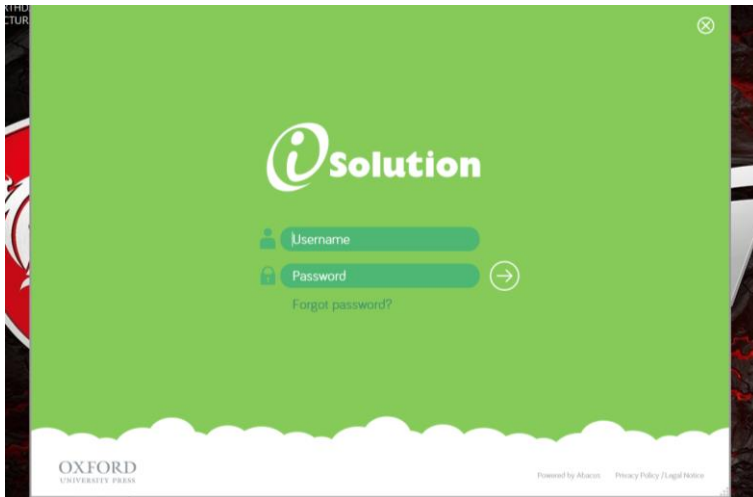 iSolution
Username
Password
Forgot password?
OXFORD
UNIVERSITY PRESS
Powered by Abacus Privacy Policy / Legal Notice